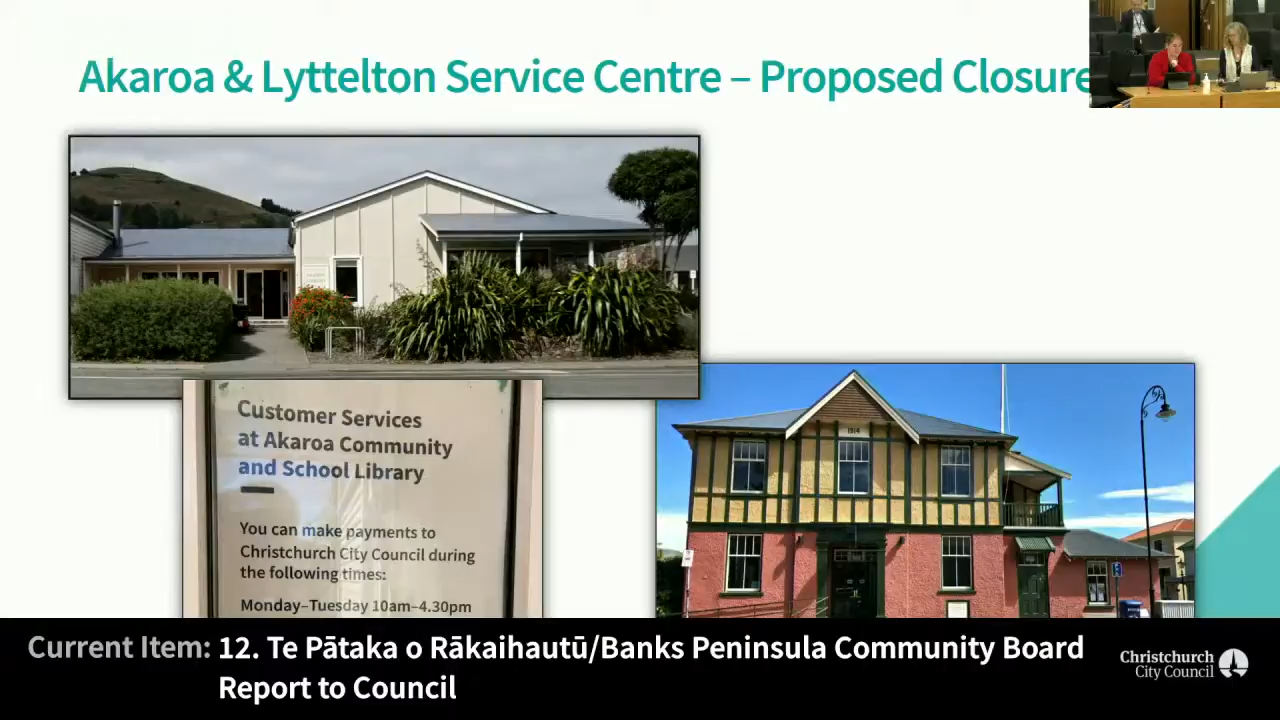 Akaroa & Lyttelton Service Centre – Proposed Closure
Customer Services
at Akaroa Community
and School Library
You can make payments to
Christchurch City Council during
the following times:
Monday–Tuesday 10am–4.30pm
1914
Current Item: 12. Te Pātaka o Rākaihautū/Banks Peninsula Community Board
Report to Council
Christchurch
City Council